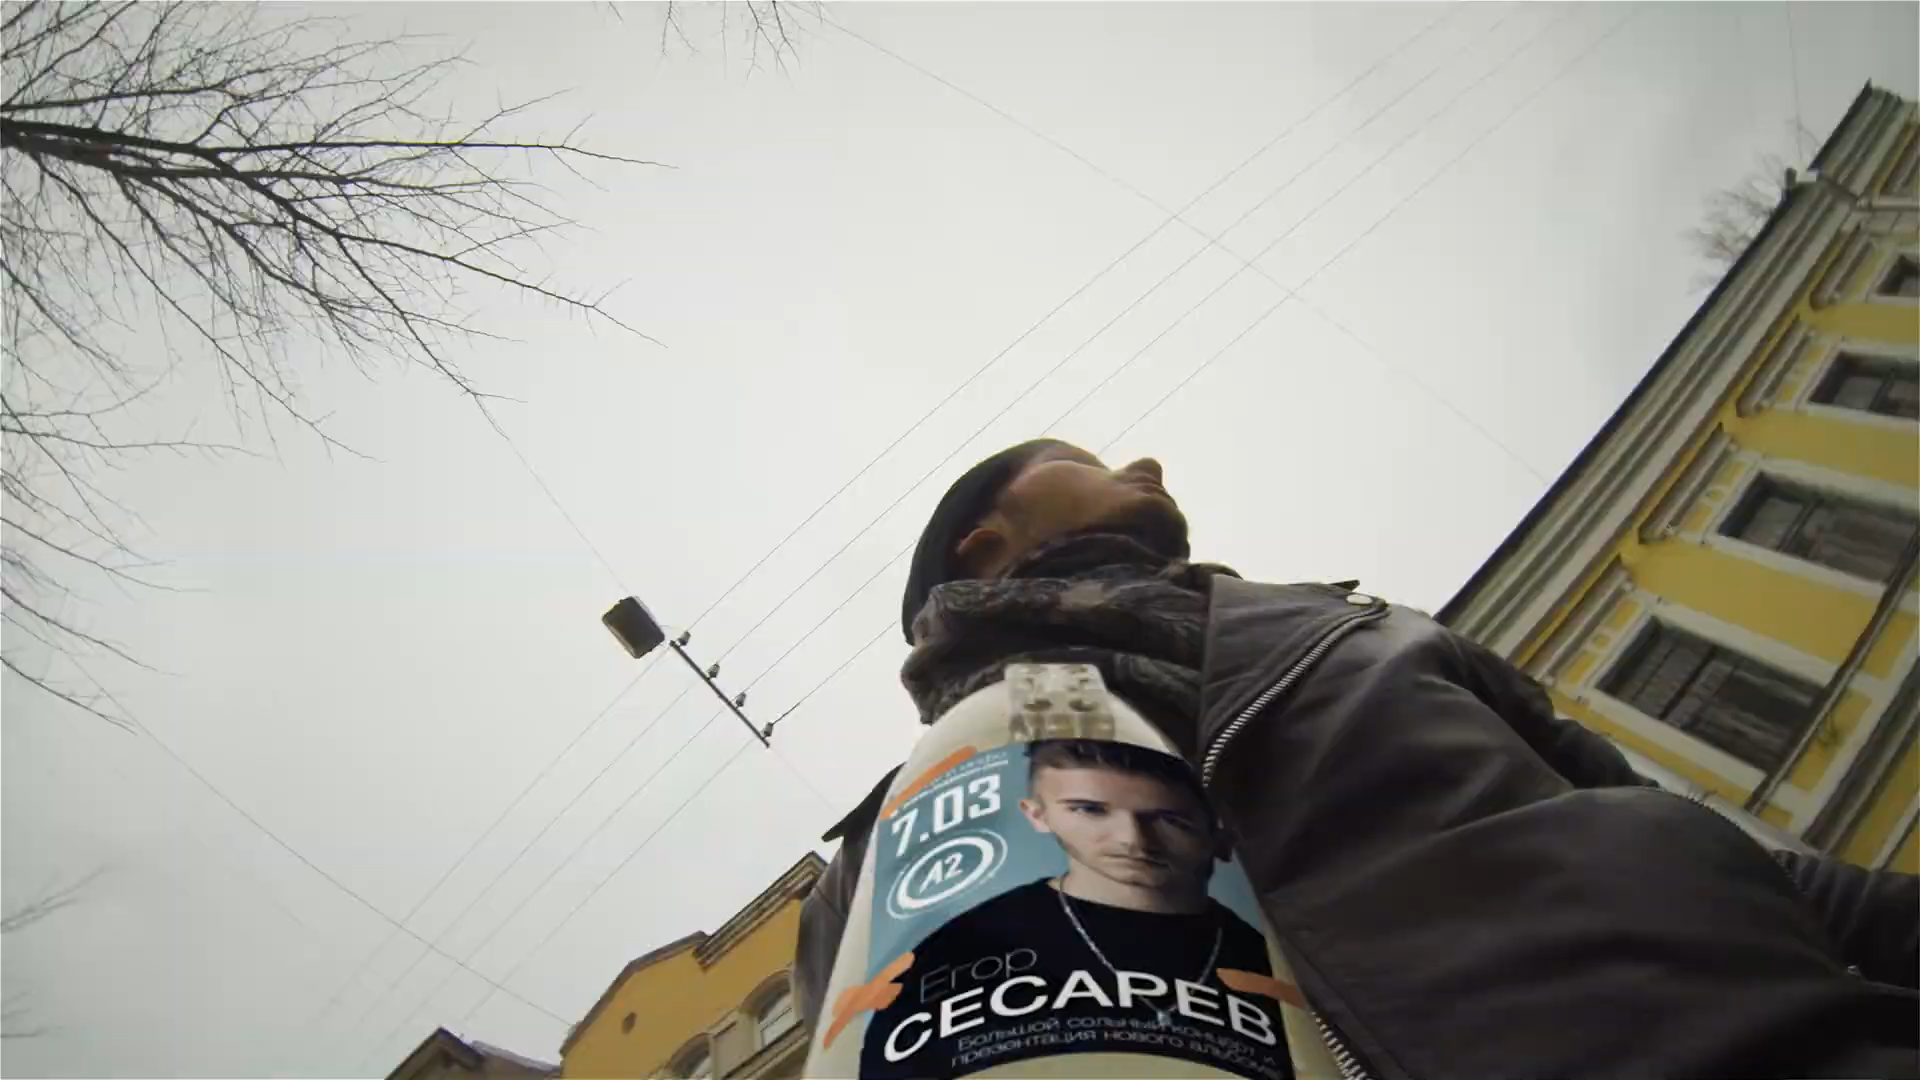 7.03
A2
Егор
СЕСАРЕВ
Большой сольный концерт и
презентация нового альбома